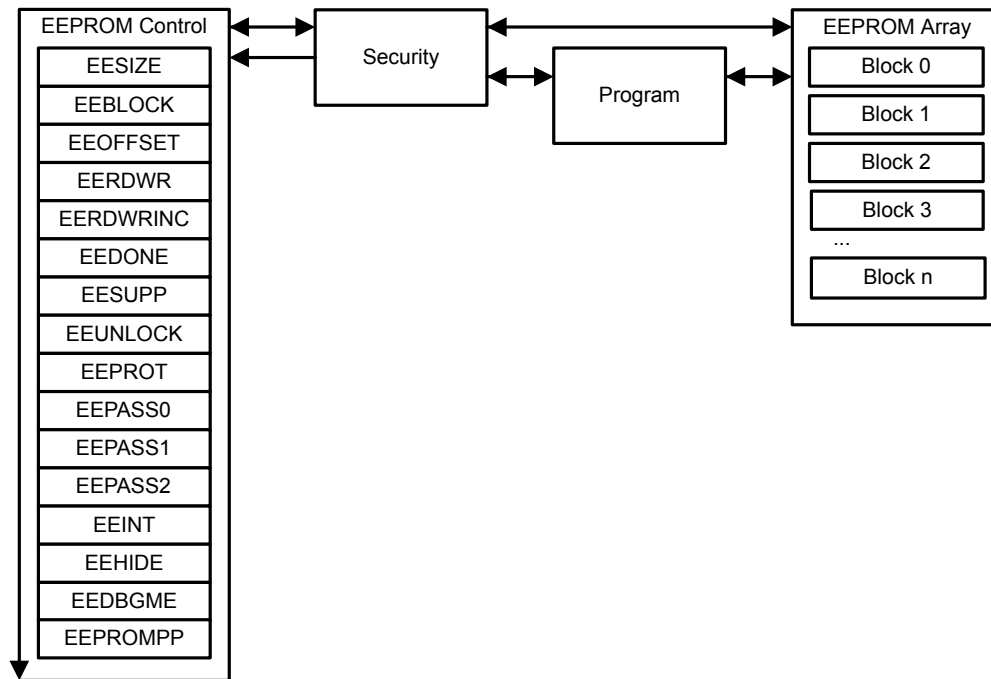 EEPROM Control
EESIZE
EEBLOCK
EEOFFSET
EERDWR
EERDWRINC
EEDONE
EESUPP
EEUNLOCK
EEPROT
EEPASS0
EEPASS1
EEPASS2
EEINT
EEHIDE
EEDBGME
EEPROMPP
Security
Program
EEPROM Array
Block 0
Block 1
Block 2
Block 3
...
Block n